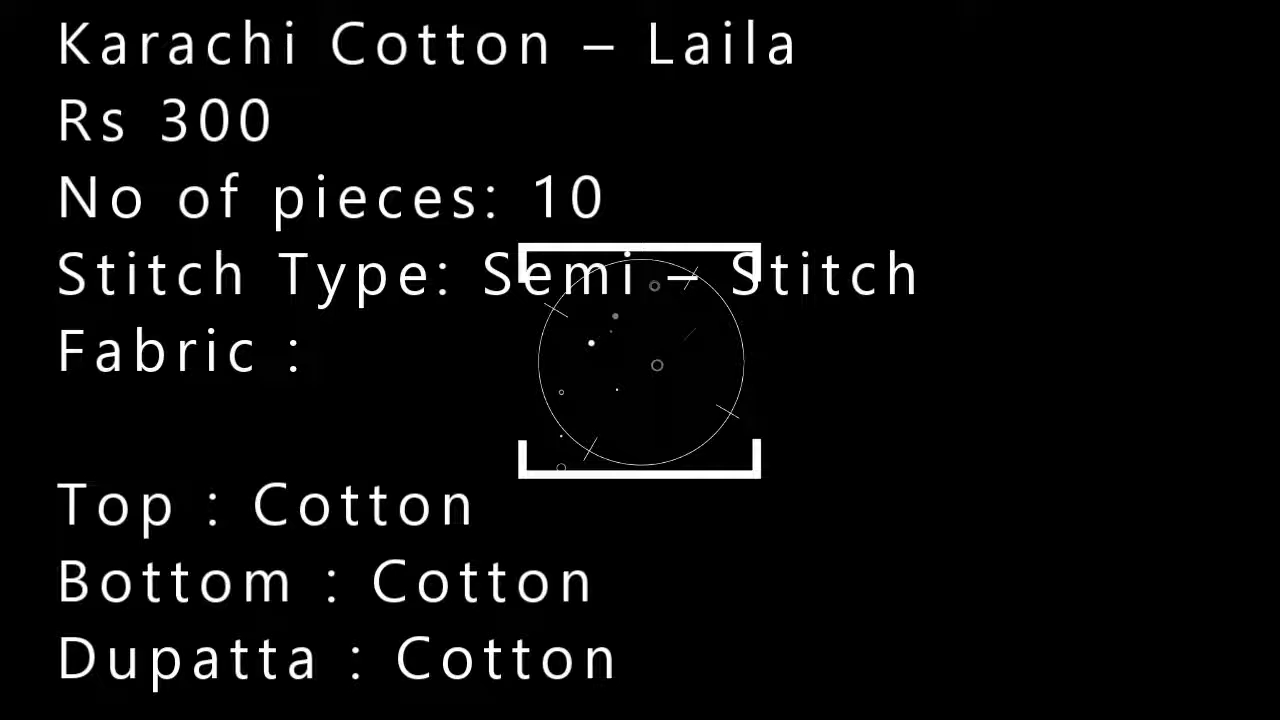 Karachi Cotton – Laila
Rs 300
No of pieces: 10
Stitch Type: Semi – Stitch
Fabric :
Top : Cotton
Bottom : Cotton
Dupatta : Cotton